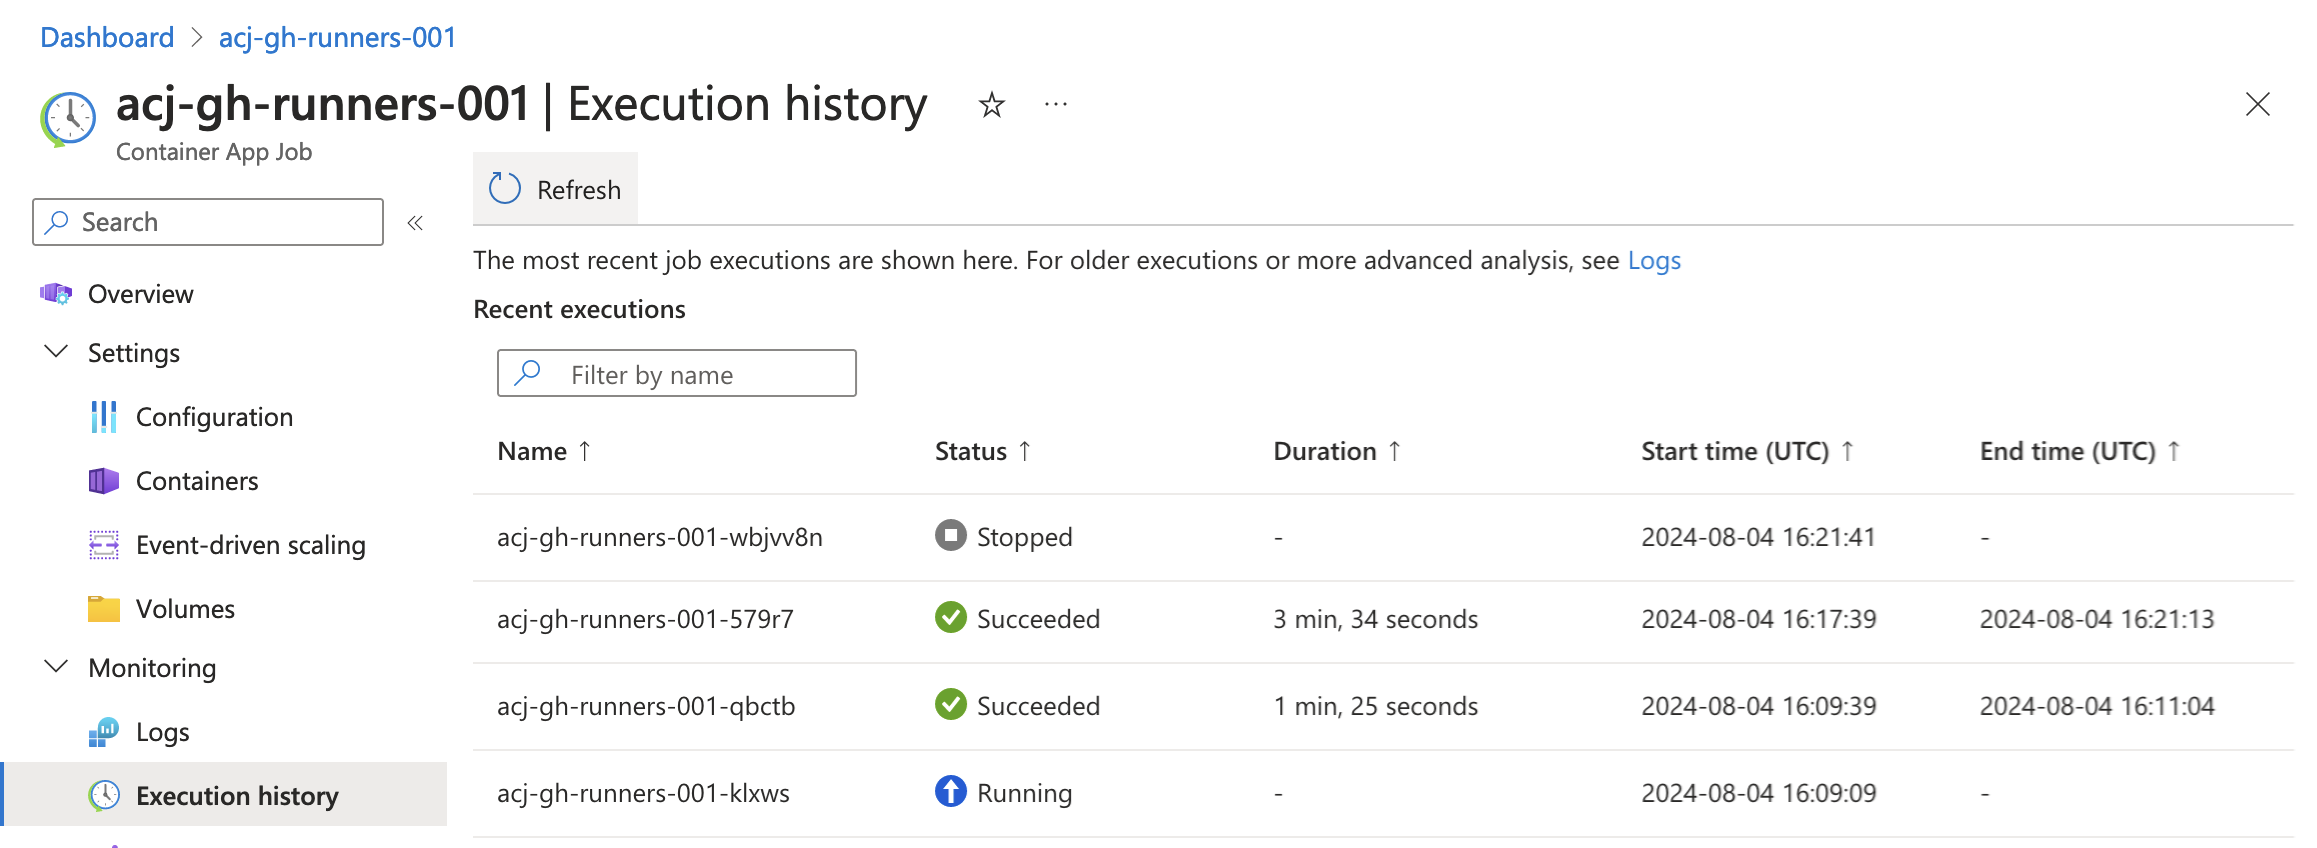 Dashboard > acj-gh-runners-001
acj-gh-runners-001 | Execution history ☆ ···
Container App Job
Search «
Overview
Settings
Configuration
Containers
Event-driven scaling
Volumes
Monitoring
Logs
Execution history
Refresh
The most recent job executions are shown here. For older executions or more advanced analysis, see Logs
Recent executions
Filter by name
Name ↑ Status ↑ Duration ↑ Start time (UTC) ↑ End time (UTC) ↑
acj-gh-runners-001-wbjvv8n Stopped - 2024-08-04 16:21:41 -
acj-gh-runners-001-579r7 Succeeded 3 min, 34 seconds 2024-08-04 16:17:39 2024-08-04 16:21:13
acj-gh-runners-001-qbctb Succeeded 1 min, 25 seconds 2024-08-04 16:09:39 2024-08-04 16:11:04
acj-gh-runners-001-klxws Running - 2024-08-04 16:09:09 -